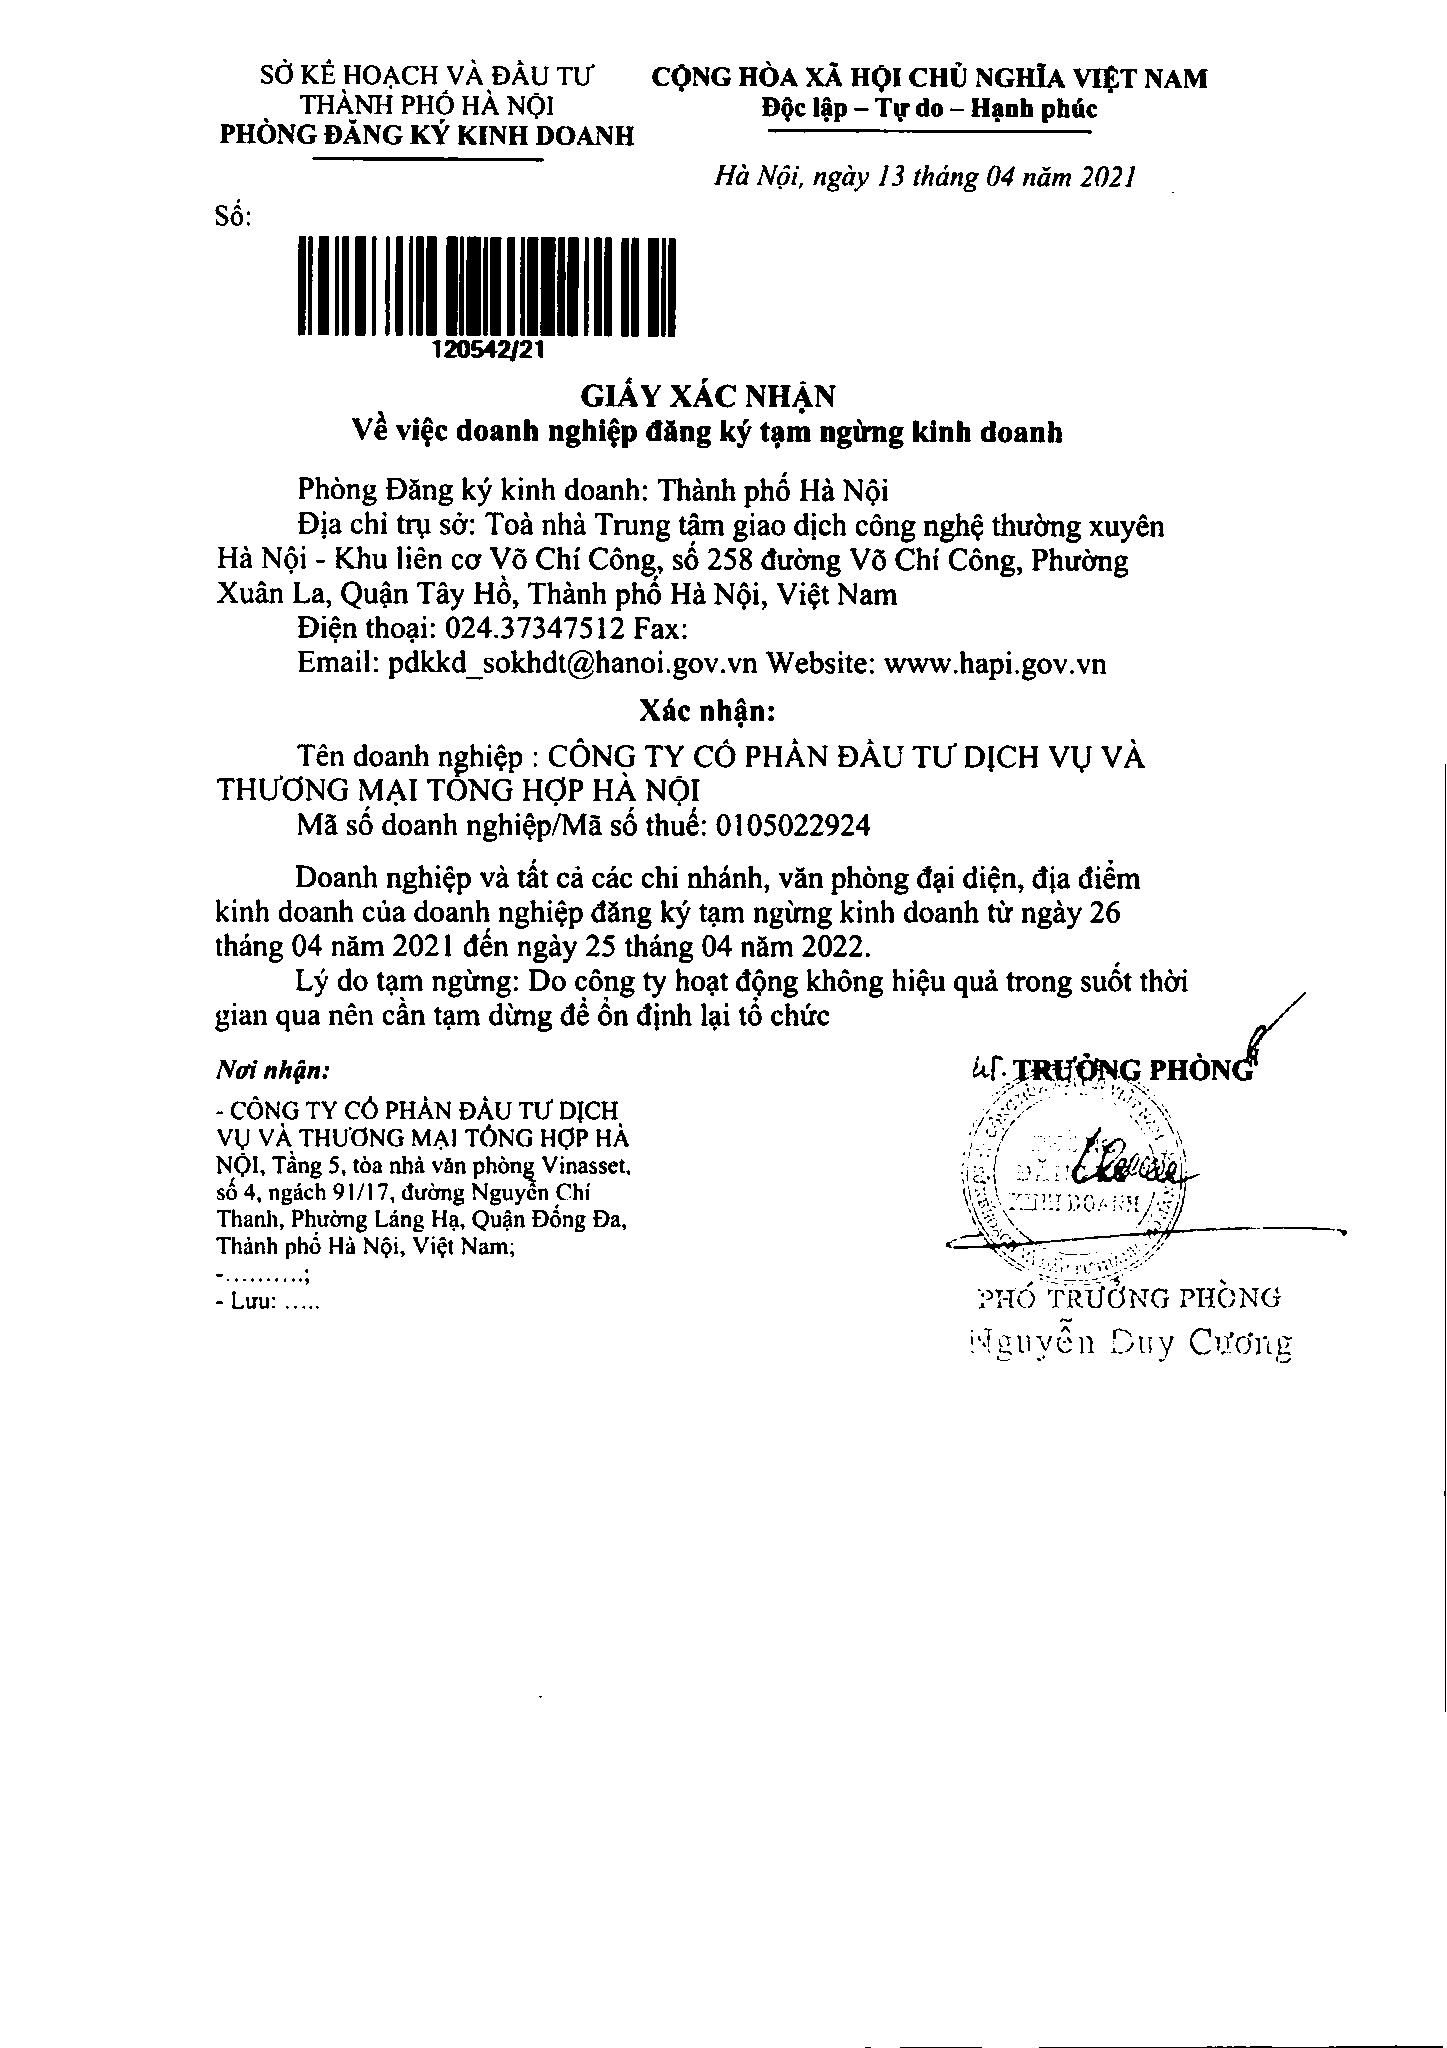 SỞ KẾ HOẠCH VÀ ĐẦU TƯ
THÀNH PHỐ HÀ NỘI
PHÒNG ĐĂNG KÝ KINH DOANH
CỘNG HÒA XÃ HỘI CHỦ NGHĨA VIỆT NAM
Độc lập – Tự do – Hạnh phúc
Hà Nội, ngày 13 tháng 04 năm 2021
Số:
120542/21
GIẤY XÁC NHẬN
Về việc doanh nghiệp đăng ký tạm ngừng kinh doanh
Phòng Đăng ký kinh doanh: Thành phố Hà Nội
Địa chỉ trụ sở: Toà nhà Trung tâm giao dịch công nghệ thường xuyên
Hà Nội - Khu liên cơ Võ Chí Công, số 258 đường Võ Chí Công, Phường
Xuân La, Quận Tây Hồ, Thành phố Hà Nội, Việt Nam
Điện thoại: 024.37347512 Fax:
Email: pdkkd_sokhdt@hanoi.gov.vn Website: www.hapi.gov.vn
Xác nhận:
Tên doanh nghiệp : CÔNG TY CỔ PHẦN ĐẦU TƯ DỊCH VỤ VÀ
THƯƠNG MẠI TỔNG HỢP HÀ NỘI
Mã số doanh nghiệp/Mã số thuế: 0105022924
Doanh nghiệp và tất cả các chi nhánh, văn phòng đại diện, địa điểm
kinh doanh của doanh nghiệp đăng ký tạm ngừng kinh doanh từ ngày 26
tháng 04 năm 2021 đến ngày 25 tháng 04 năm 2022.
Lý do tạm ngừng: Do công ty hoạt động không hiệu quả trong suốt thời
gian qua nên cần tạm dừng để ổn định lại tổ chức
Nơi nhận:
- CÔNG TY CỔ PHẦN ĐẦU TƯ DỊCH
VỤ VÀ THƯƠNG MẠI TỔNG HỢP HÀ
NỘI, Tầng 5, tòa nhà văn phòng Vinasset,
số 4, ngách 91/17, đường Nguyễn Chí
Thanh, Phường Láng Hạ, Quận Đống Đa,
Thành phố Hà Nội, Việt Nam;
-..........;
- Lưu: .....
TRƯỞNG PHÒNG
KINH DOANH
PHÓ TRƯỞNG PHÒNG
Nguyễn Duy Cương